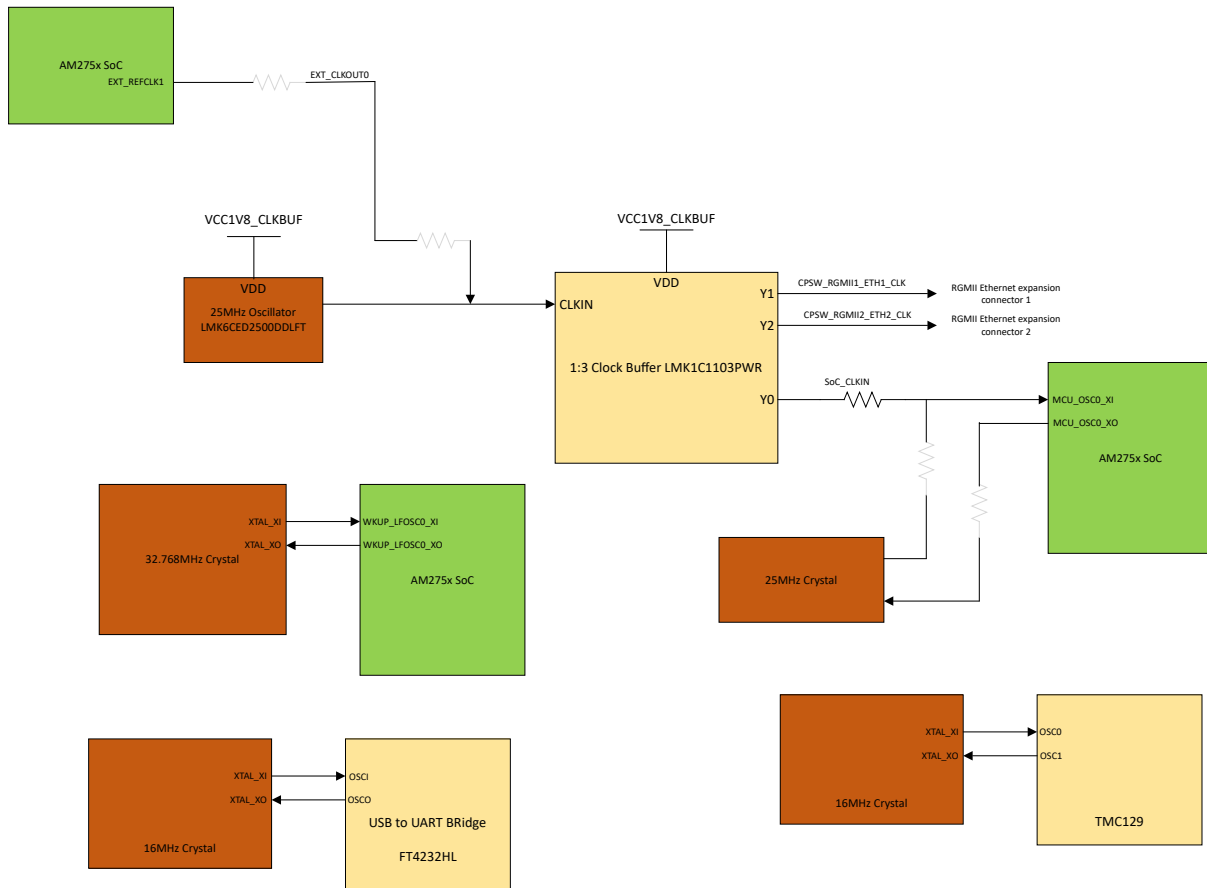 AM275x SoC
EXT_REFCLK1
EXT_CLKOUT0
VCC1V8_CLKBUF
VDD
25MHz Oscillator
LMK6CED2500DDLFT
VCC1V8_CLKBUF
VDD
CLKIN
1:3 Clock Buffer LMK1C1103PWR
Y1
Y2
Y0
CPSW_RGMII1_ETH1_CLK
RGMII Ethernet expansion
connector 1
CPSW_RGMII2_ETH2_CLK
RGMII Ethernet expansion
connector 2
SoC_CLKIN
MCU_OSC0_XI
MCU_OSC0_XO
AM275x SoC
25MHz Crystal
XTAL_XI
XTAL_XO
32.768MHz Crystal
WKUP_LFOSC0_XI
WKUP_LFOSC0_XO
AM275x SoC
XTAL_XI
XTAL_XO
16MHz Crystal
OSCI
OSCO
USB to UART BRidge
FT4232HL
XTAL_XI
XTAL_XO
16MHz Crystal
OSC0
OSC1
TMC129